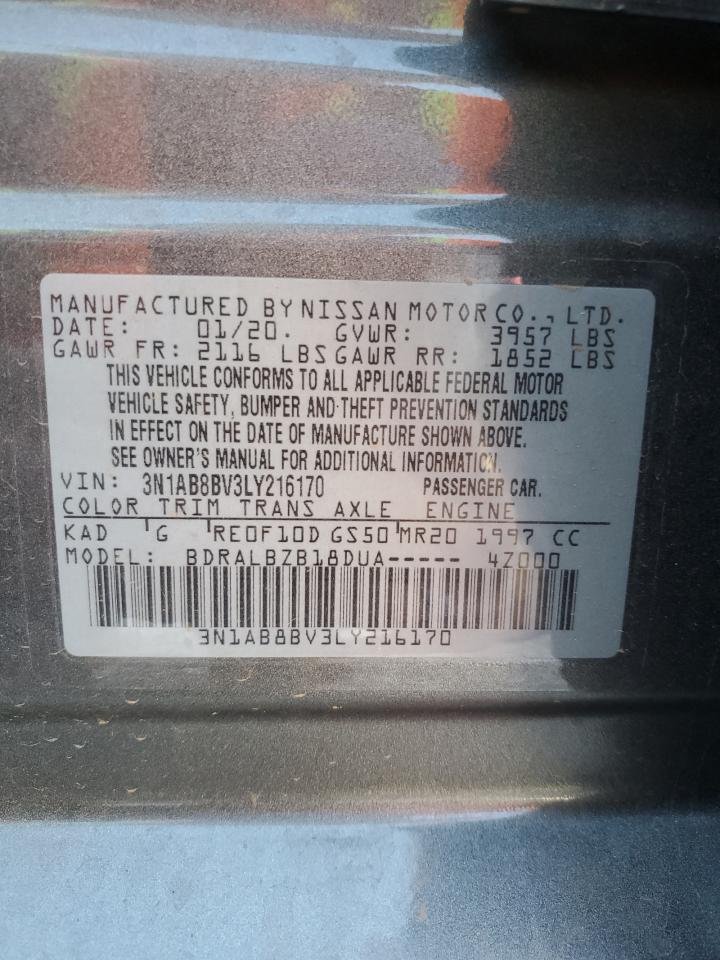 MANUFACTURED BY NISSAN MOTOR CO., LTD.
DATE: 01/20. GVWR: 3957 LBS
GAWR FR: 2116 LBS GAWR RR: 1852 LBS
THIS VEHICLE CONFORMS TO ALL APPLICABLE FEDERAL MOTOR
VEHICLE SAFETY, BUMPER AND THEFT PREVENTION STANDARDS
IN EFFECT ON THE DATE OF MANUFACTURE SHOWN ABOVE.
SEE OWNER'S MANUAL FOR ADDITIONAL INFORMATION.
VIN: 3N1AB8BV3LY216170 PASSENGER CAR.
COLOR TRIM TRANS AXLE ENGINE
KAD G RE0F10D GS50 MR20 1997 CC
MODEL: BDRALBZB18DUA----- 4Z000
3N1AB8BV3LY216170